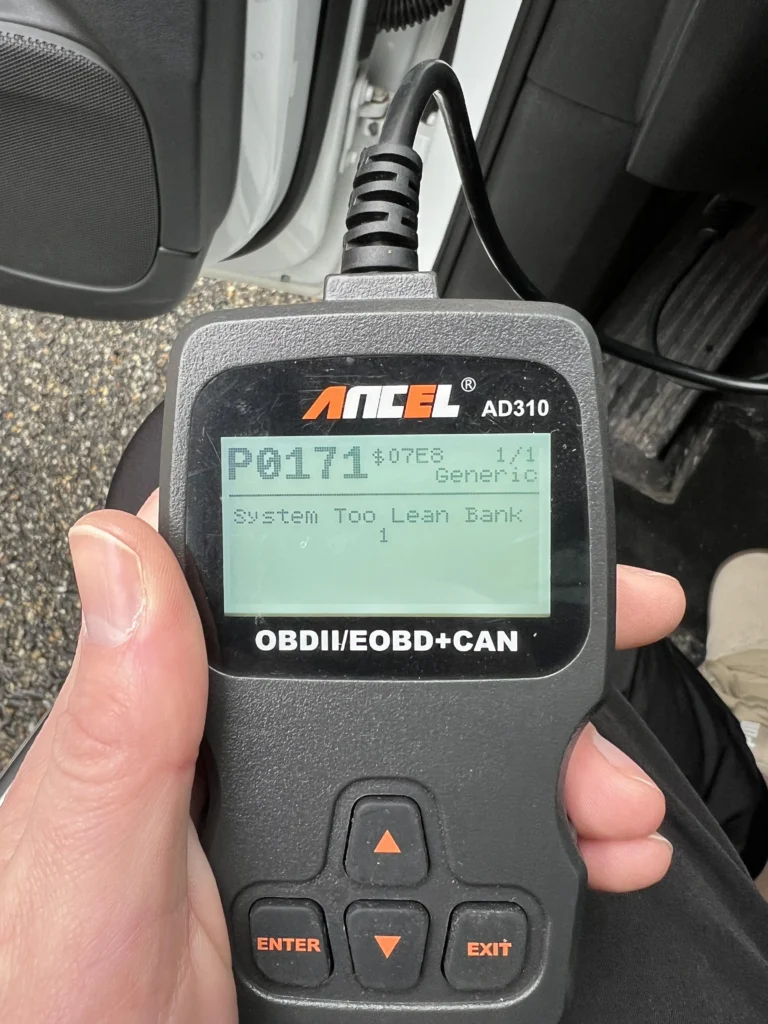 ANCEL®
AD310
P0171 $07E8 1/1
Generic
System Too Lean Bank
1
OBDII/EOBD+CAN
ENTER
EXIT